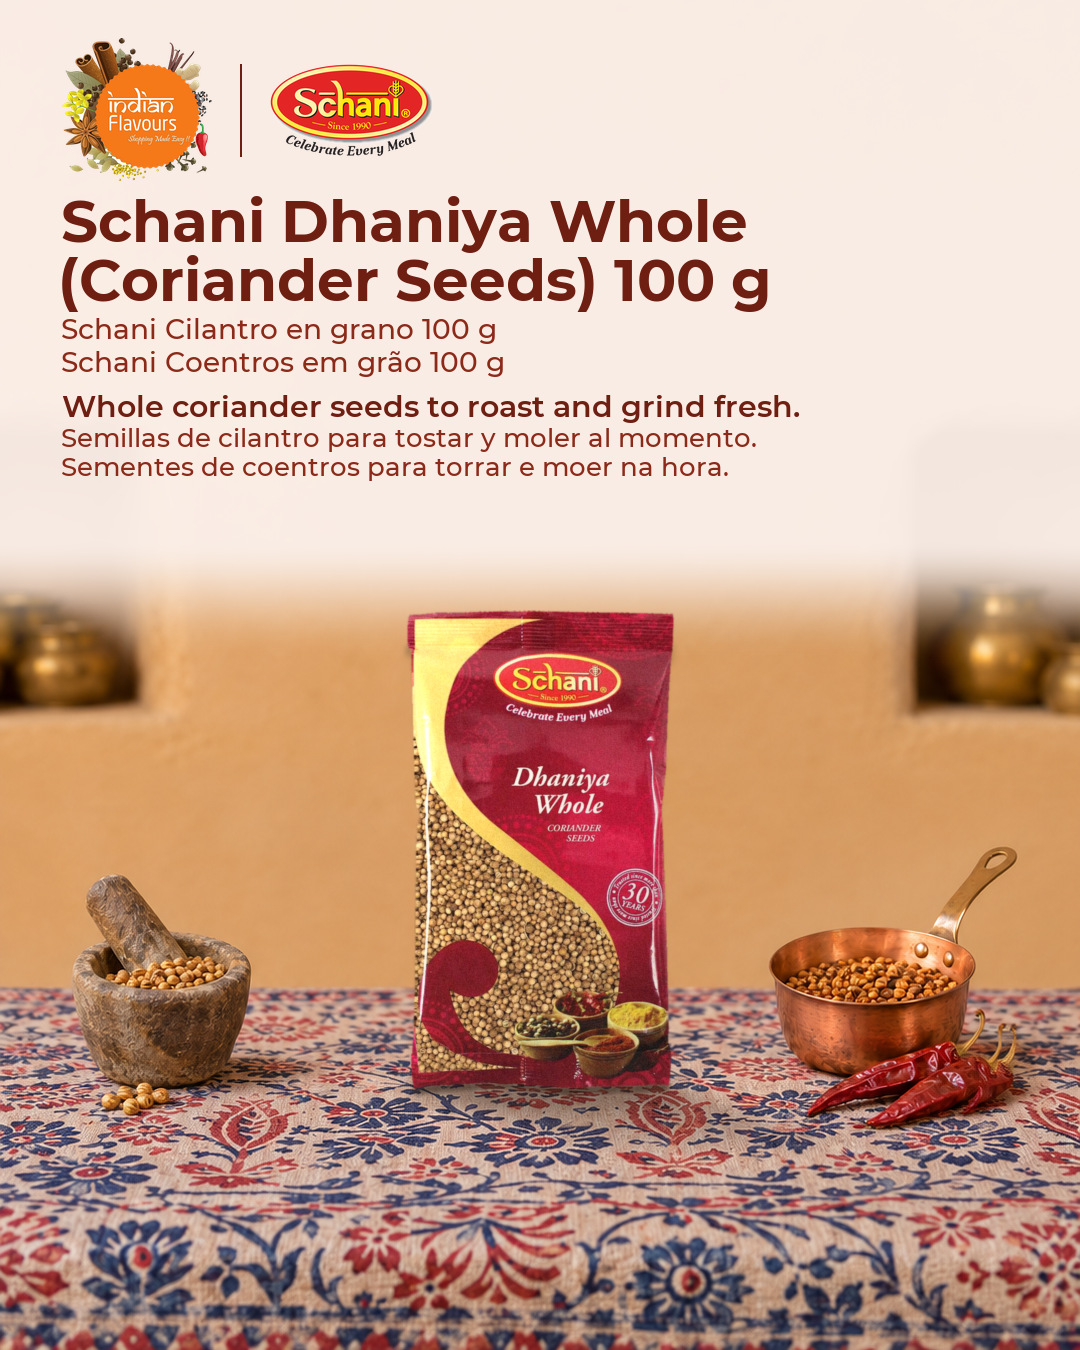 indian
Flavours
Shopping Made Easy !!
Schani®
Since 1990
Celebrate Every Meal
Schani Dhaniya Whole
(Coriander Seeds) 100 g
Schani Cilantro en grano 100 g
Schani Coentros em grão 100 g
Whole coriander seeds to roast and grind fresh.
Semillas de cilantro para tostar y moler al momento.
Sementes de coentros para torrar e moer na hora.
Schani®
Since 1990
Celebrate Every Meal
Dhaniya
Whole
CORIANDER
SEEDS
30
YEARS